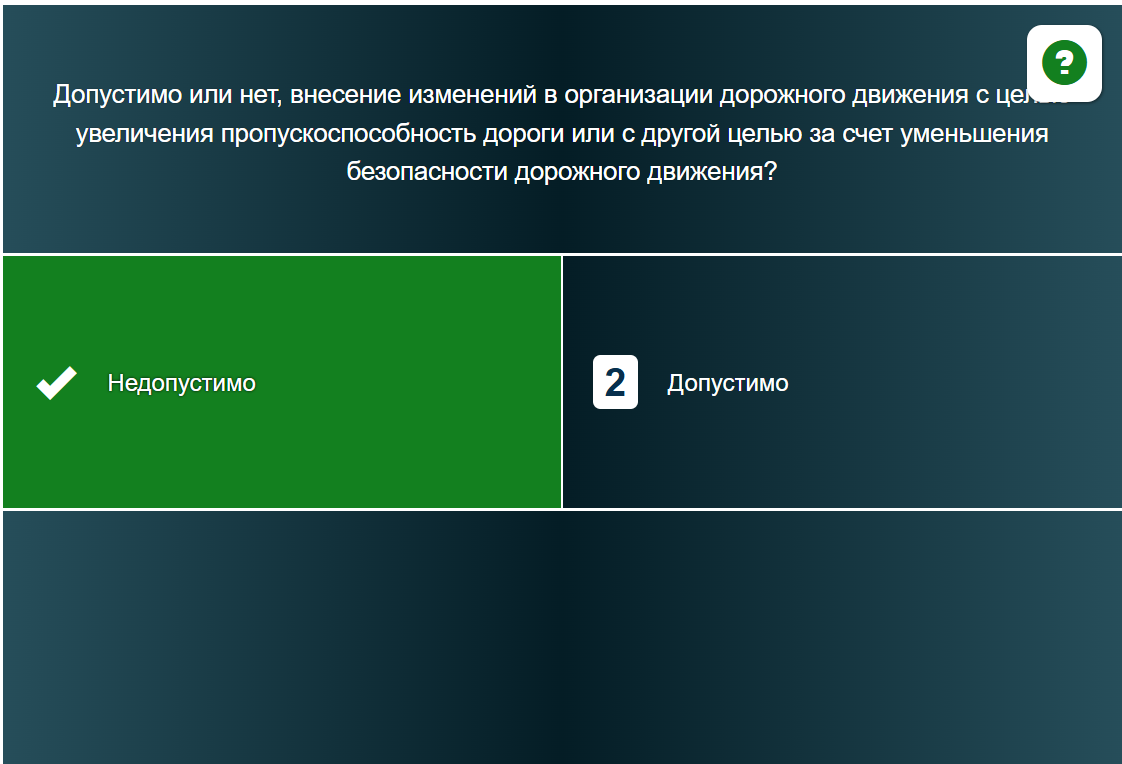 Допустимо или нет, внесение изменений в организации дорожного движения с
увеличения пропускоспособность дороги или с другой целью за счет уменьшения
безопасности дорожного движения?
Недопустимо
2 Допустимо
?